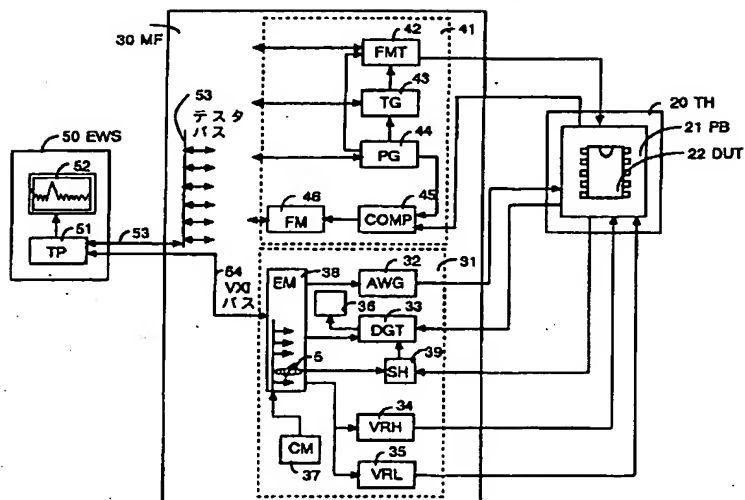 30 MF
42
41
FMT
43
TG
53
テスタ
バス
44
PG
20 TH
21 PB
22 DUT
50 EWS
52
46
45
FM
COMP
51
TP
53
54
VXI
バス
38
EM
32
31
AWG
36
33
DGT
5
39
SH
34
VRH
CM
37
35
VRL